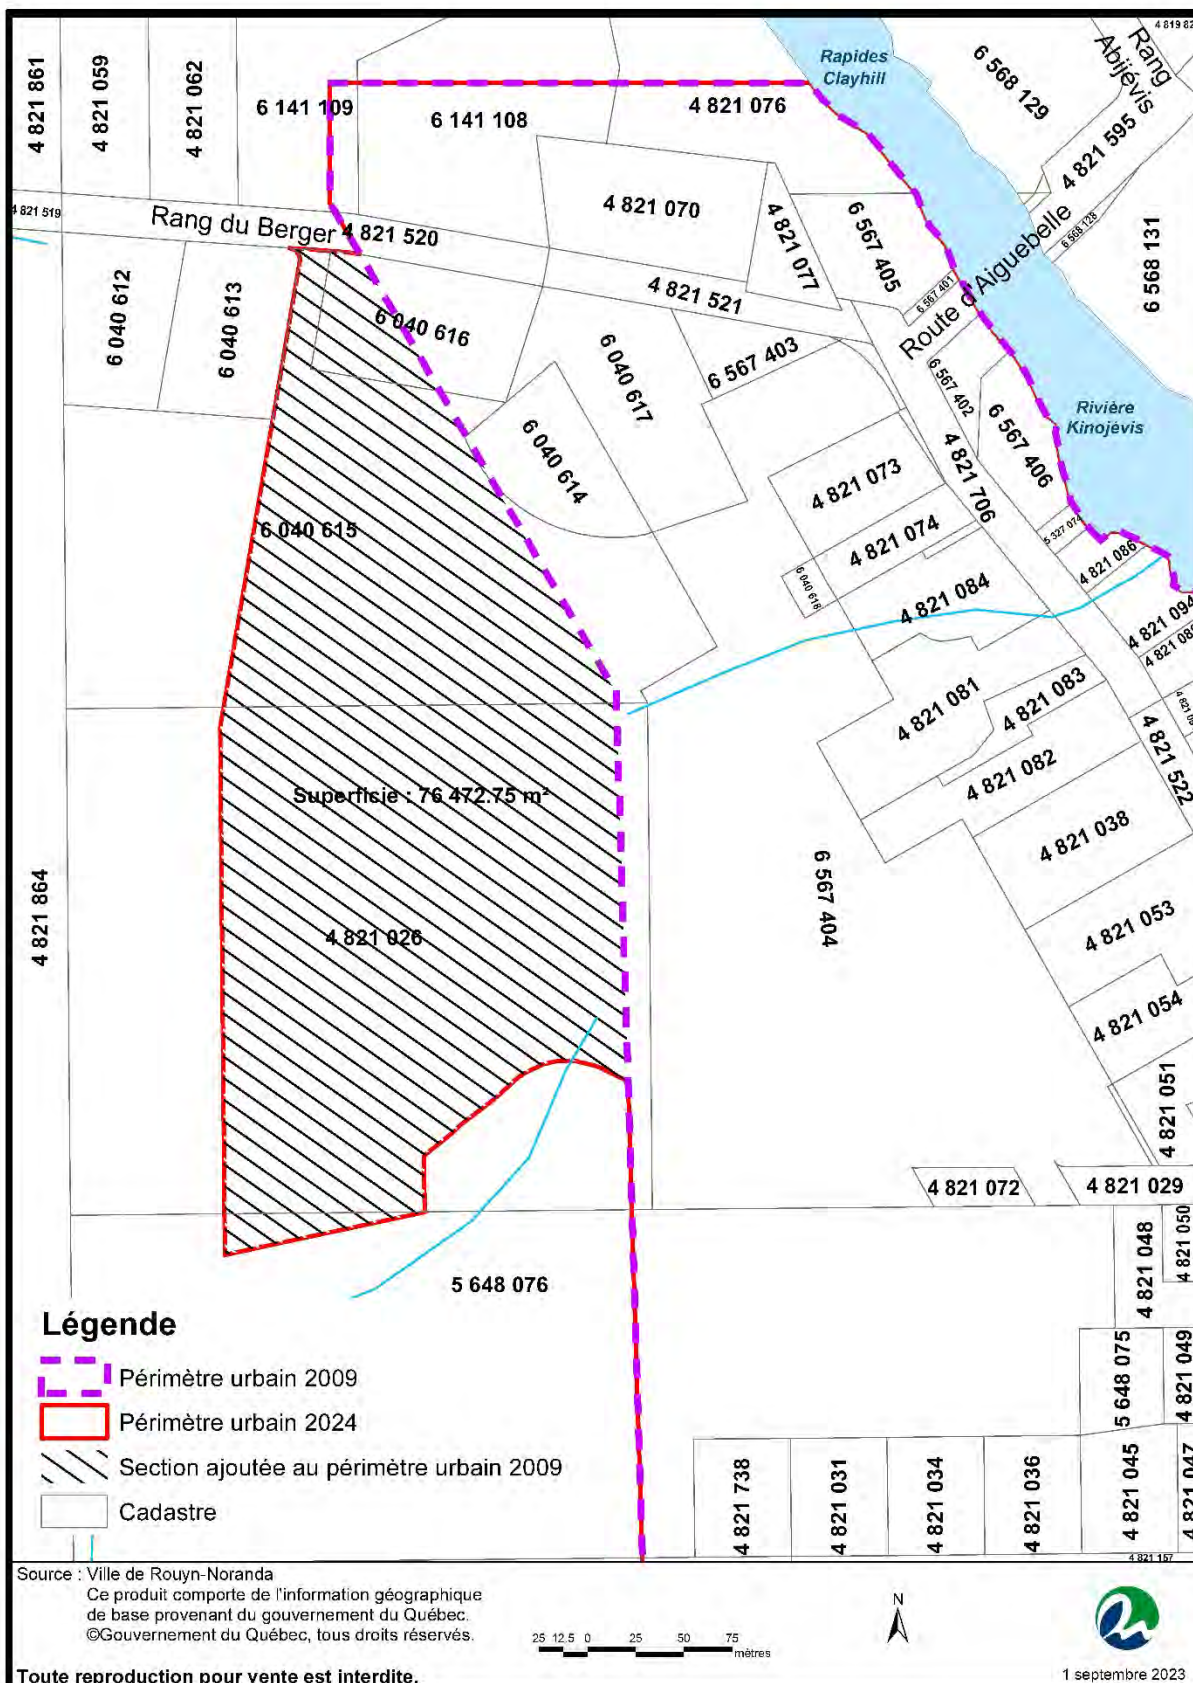 4 819 82
Rapides
Clayhill
Rang
Abijévis
6 568 129
4 821 861
4 821 059
4 821 062
6 141 109
6 141 108
4 821 076
4 821 595
4 821 519
Rang du Berger
4 821 520
4 821 070
4 821 077
6 567 405
6 568 128
6 568 131
6 040 612
6 040 613
6 040 616
4 821 521
6 567 401
Route d'Aiguebelle
6 040 617
6 567 403
6 567 402
6 567 406
Rivière
Kinojévis
6 040 614
4 821 073
4 821 706
6 040 615
4 821 074
5 327 074
4 821 086
6 040 618
4 821 084
4 821 094
4 821 081
4 821 083
4 821 522
4 821 082
Superficie : 76 472.75 m²
4 821 038
4 821 864
4 821 026
6 567 404
4 821 053
4 821 054
4 821 051
4 821 072
4 821 029
4 821 048
4 821 050
5 648 076
5 648 075
4 821 049
Légende
Périmètre urbain 2009
Périmètre urbain 2024
Section ajoutée au périmètre urbain 2009
Cadastre
4 821 738
4 821 031
4 821 034
4 821 036
4 821 045
4 821 047
4 821 157
Source : Ville de Rouyn-Noranda
Ce produit comporte de l'information géographique
de base provenant du gouvernement du Québec.
©Gouvernement du Québec, tous droits réservés.
25 12,5 0 25 50 75
mètres
N
Toute reproduction pour vente est interdite.
1 septembre 2023